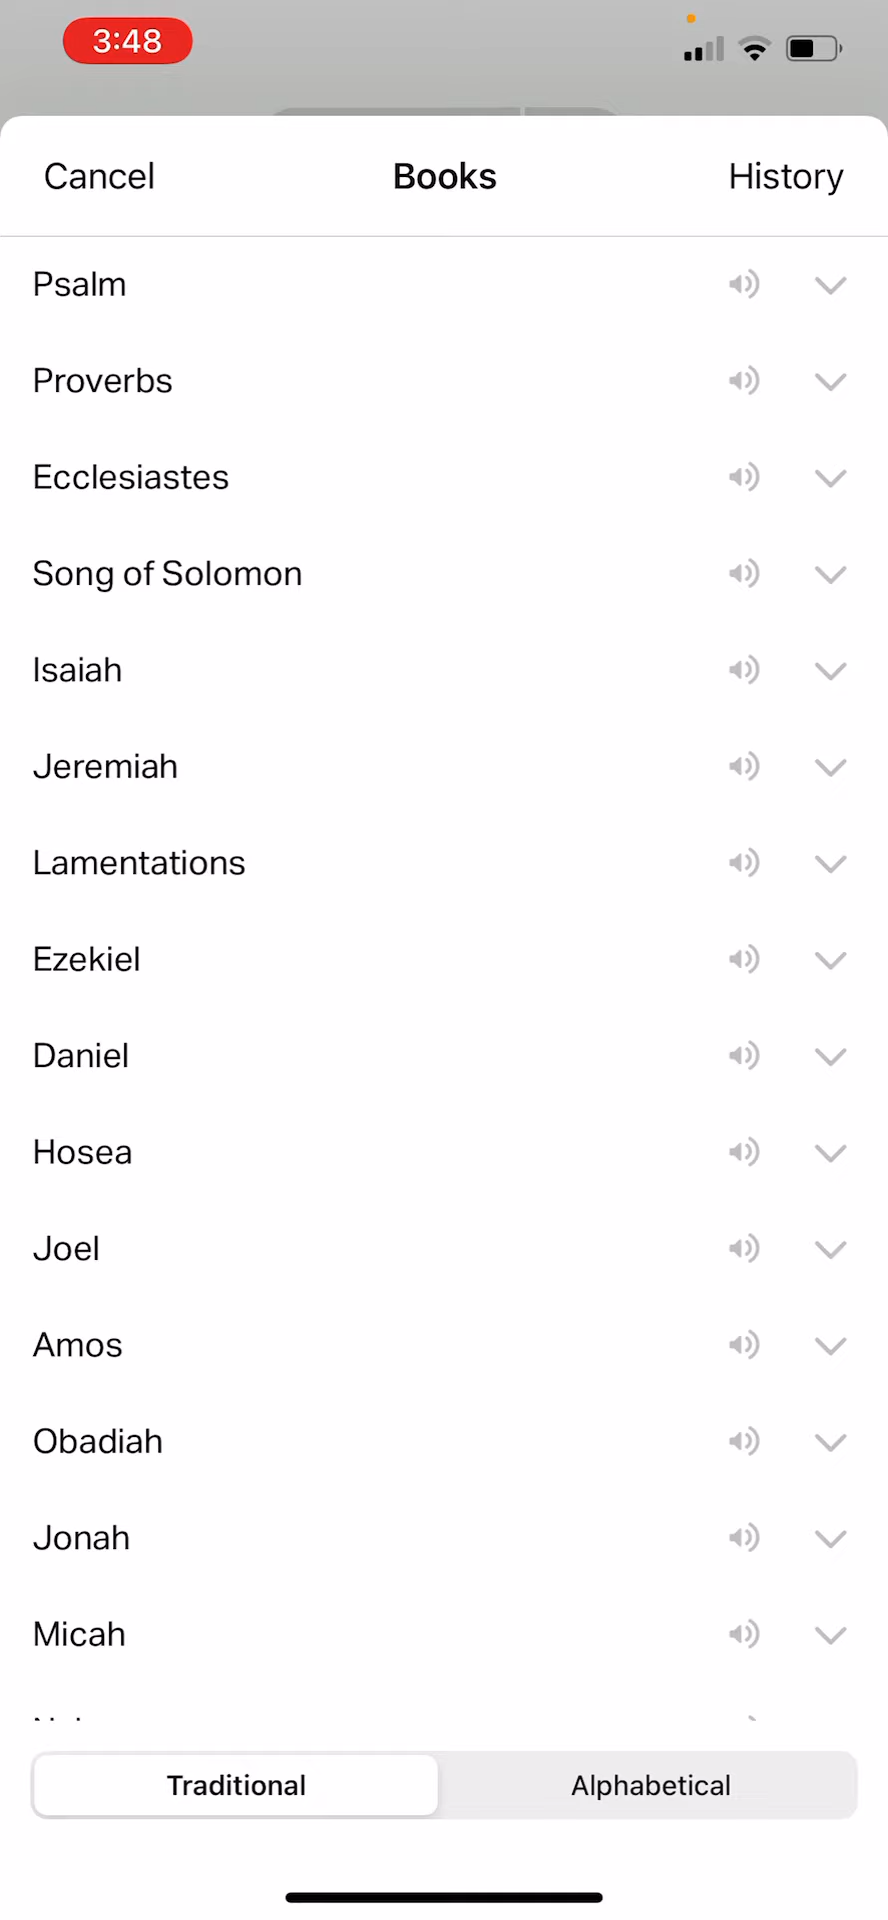 3:48
Cancel Books History
Psalm
Proverbs
Ecclesiastes
Song of Solomon
Isaiah
Jeremiah
Lamentations
Ezekiel
Daniel
Hosea
Joel
Amos
Obadiah
Jonah
Micah
Traditional Alphabetical